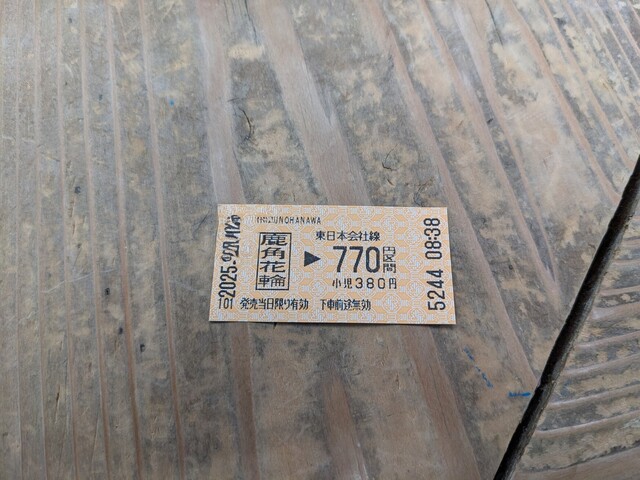 鹿角花輪
東日本会社線
▶ 770円区間
小児380円
101 発売当日限り有効 下車前途無効
5244 08:38